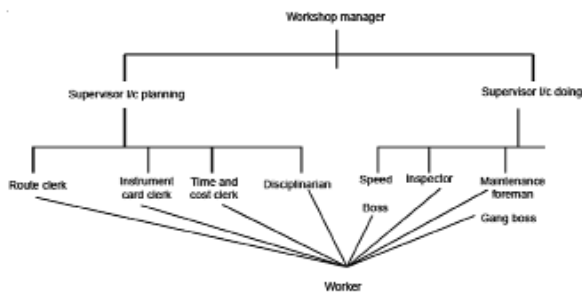 Workshop manager
Supervisor I/c planning
Supervisor I/c doing
Route clerk
Instrument
card clerk
Time and
cost clerk
Disciplinarian
Speed
Boss
Inspector
Maintenance
foreman
Gang boss
Worker